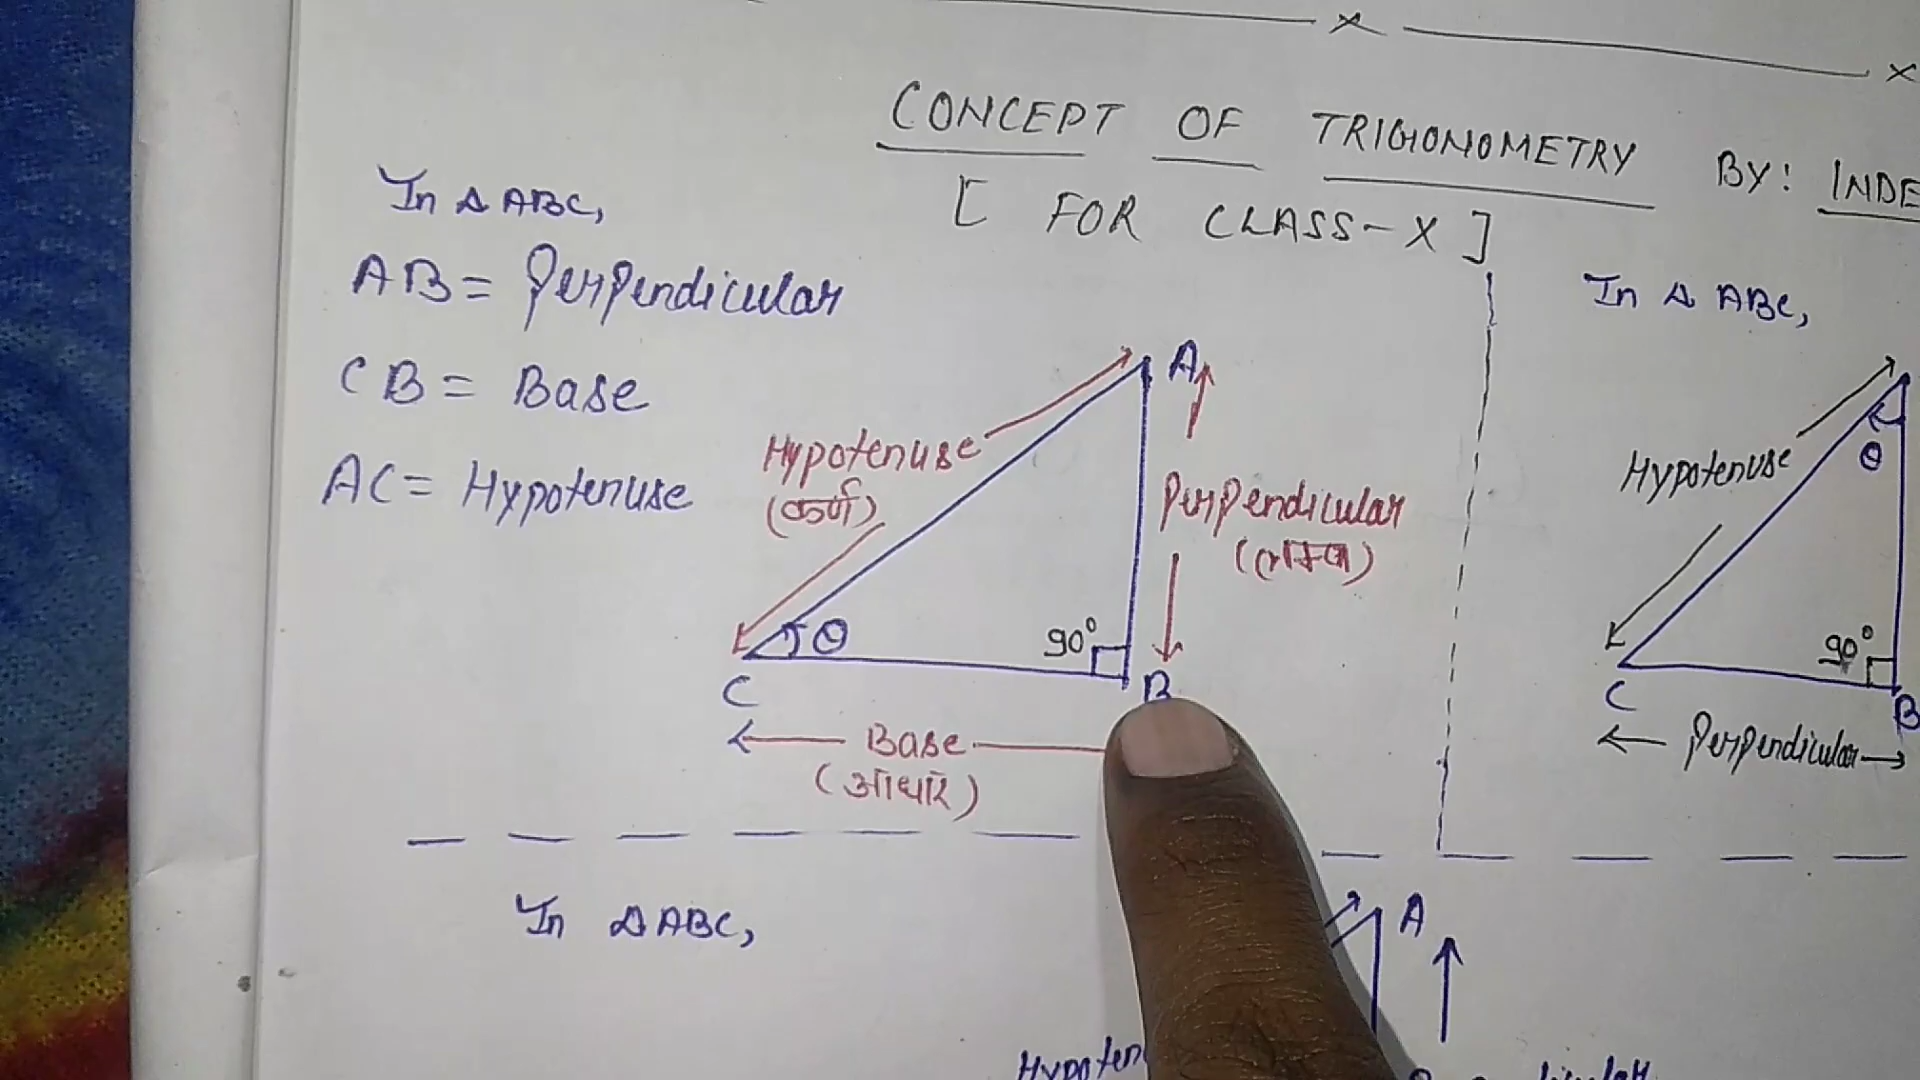 CONCEPT OF TRIGONOMETRY BY: INDE
[ FOR CLASS-X ]
In Δ ABC,
AB = Perpendicular
CB = Base
AC = Hypotenuse
A
Hypotenuse
(कर्ण)
Perpendicular
(लम्ब)
θ
90°
C
B
Base
(आधार)
In Δ ABC,
Hypotenuse
θ
90°
C
B
Perpendicular
In Δ ABC,
A
Hypoten